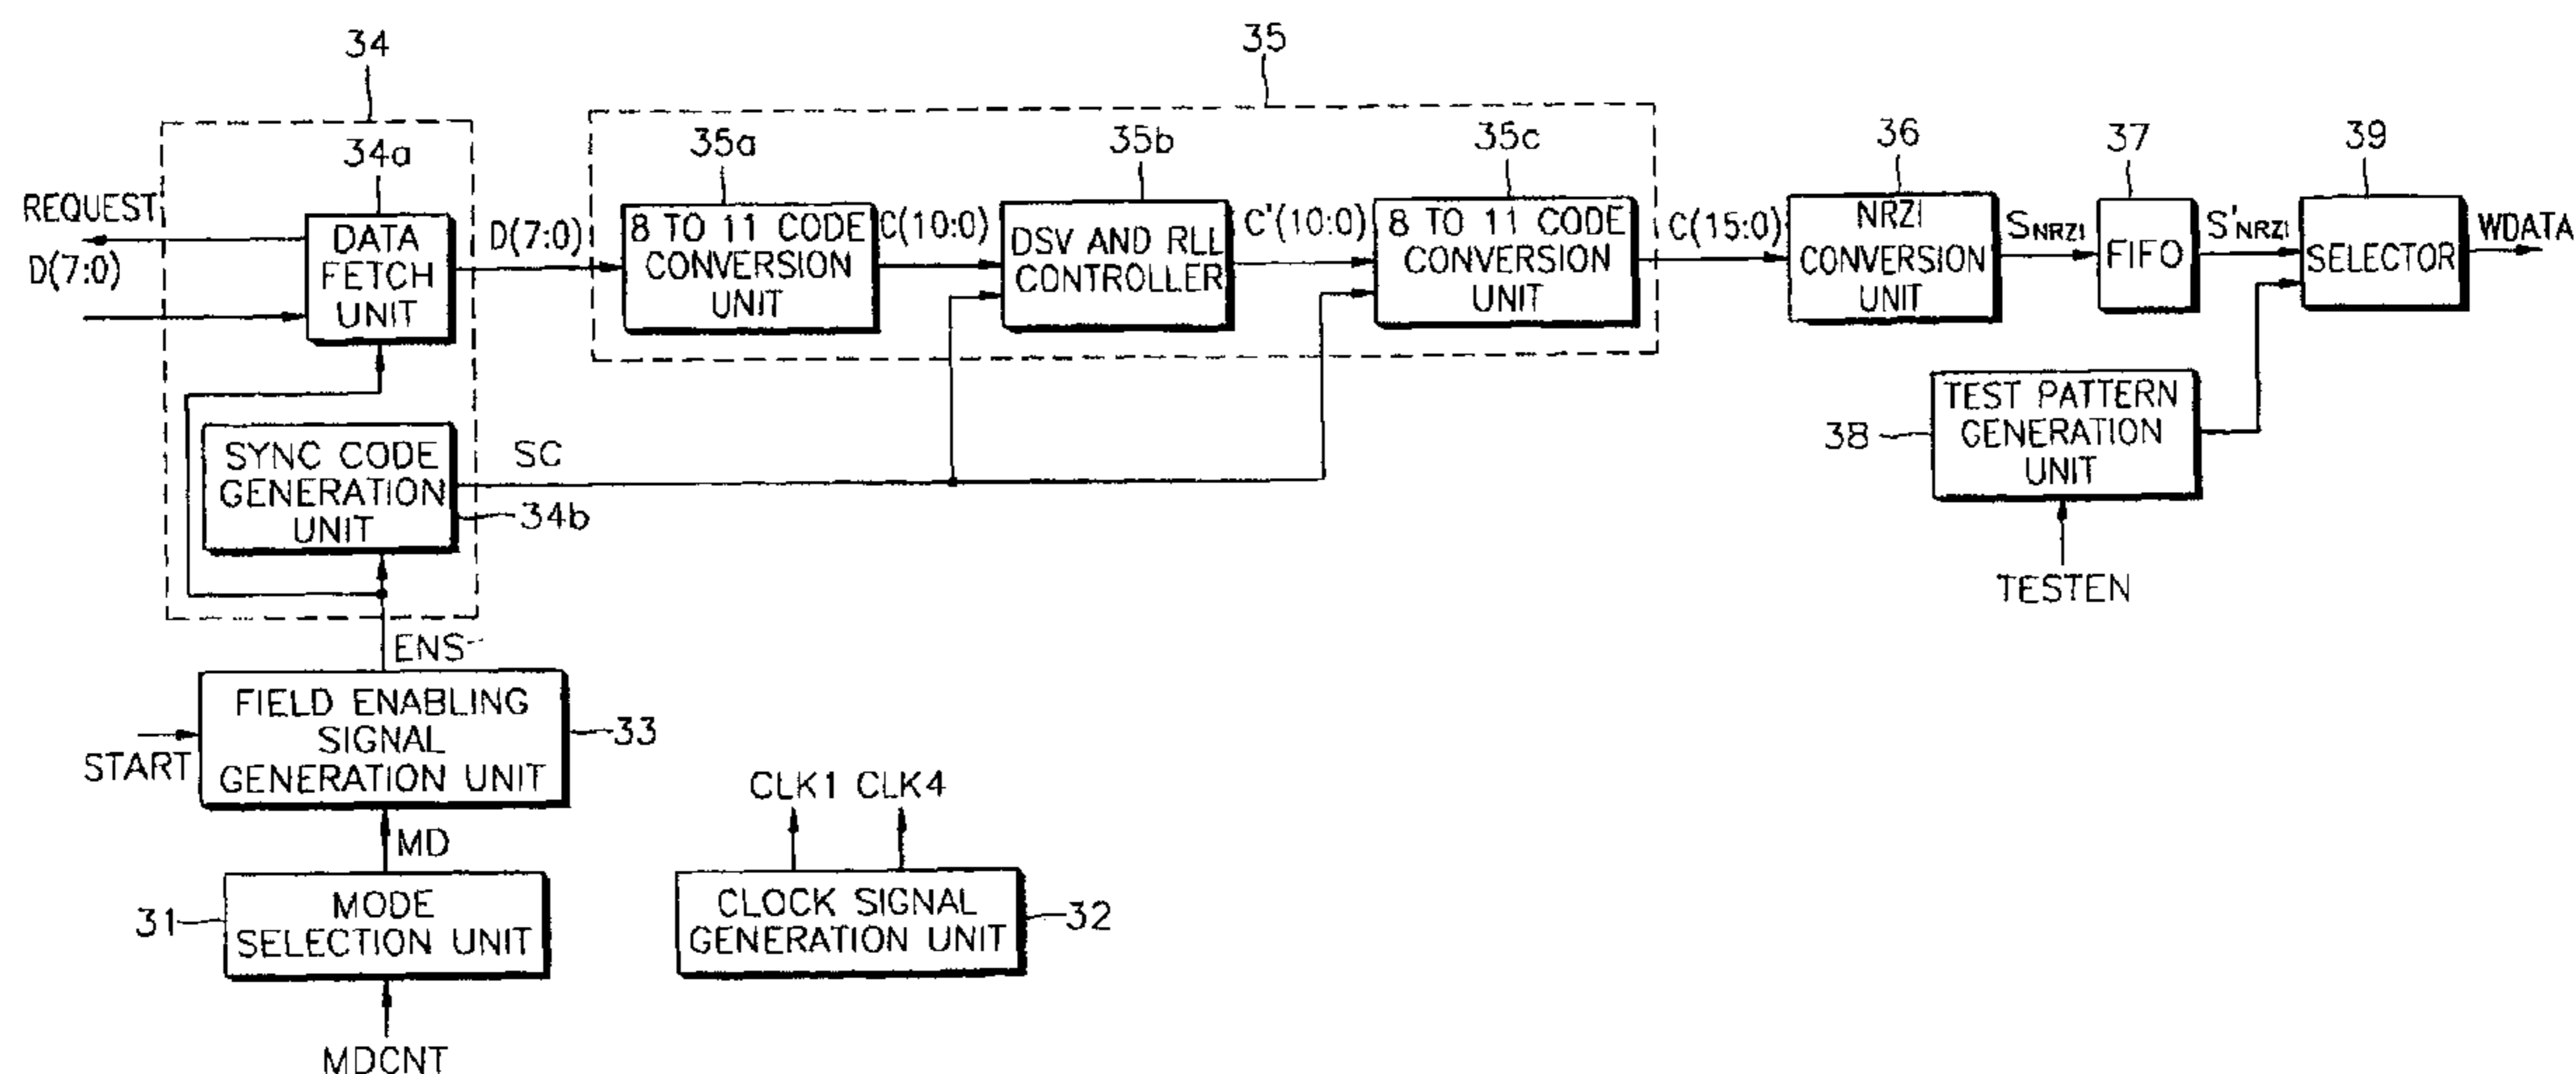 34
35
34a
35a
35b
35c
36
37
39
REQUEST
D(7:0)
DATA
FETCH
UNIT
D(7:0)
8 TO 11 CODE
CONVERSION
UNIT
C(10:0)
DSV AND RLL
CONTROLLER
C'(10:0)
8 TO 11 CODE
CONVERSION
UNIT
C(15:0)
NRZI
CONVERSION
UNIT
SNRZI
FIFO
S'NRZI
SELECTOR
WDATA
SYNC CODE
GENERATION
UNIT
34b
SC
38
TEST PATTERN
GENERATION
UNIT
TESTEN
ENS
START
FIELD ENABLING
SIGNAL
GENERATION UNIT
33
MD
31
MODE
SELECTION UNIT
MDCNT
CLK1 CLK4
CLOCK SIGNAL
GENERATION UNIT
32